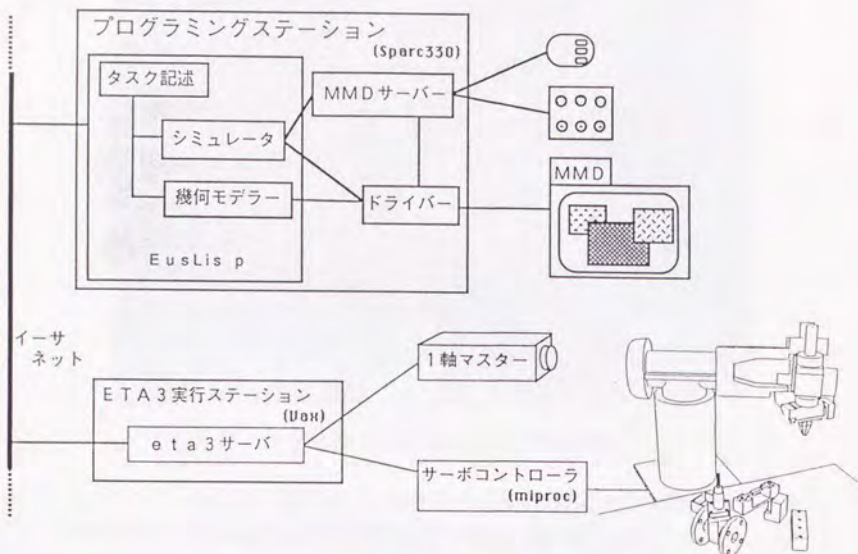 プログラミングステーション
(Sparc330)
タスク記述
MMDサーバー
シミュレータ
幾何モデラー
ドライバー
EusLis p
MMD
イーサ
ネット
1軸マスター
ETA3実行ステーション
(Vax)
eta3サーバ
サーボコントローラ
(miproc)